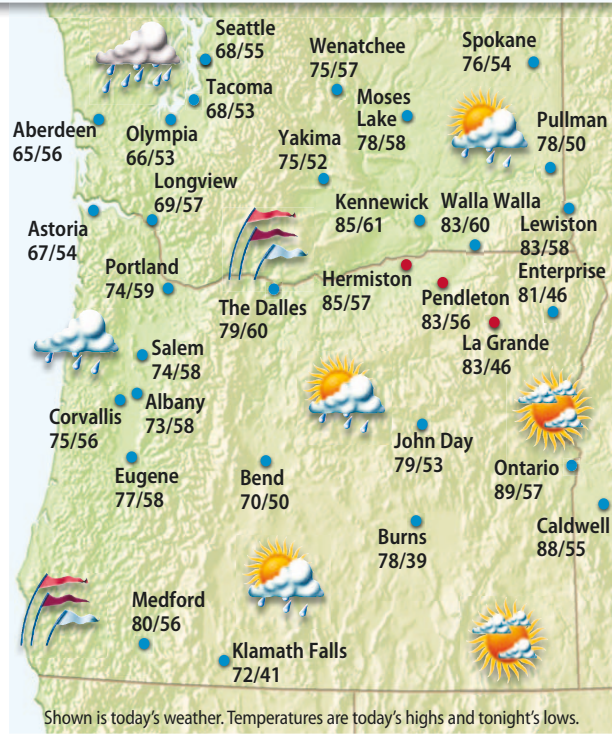 Seattle
68/55
Wenatchee
75/57
Spokane
76/54
Tacoma
68/53
Moses
Lake
78/58
Pullman
78/50
Aberdeen
65/56
Olympia
66/53
Yakima
75/52
Longview
69/57
Kennewick
85/61
Walla Walla
83/60
Lewiston
83/58
Astoria
67/54
Portland
74/59
The Dalles
79/60
Hermiston
85/57
Pendleton
83/56
Enterprise
81/46
La Grande
83/46
Salem
74/58
Albany
73/58
Corvallis
75/56
Eugene
77/58
Bend
70/50
John Day
79/53
Ontario
89/57
Caldwell
88/55
Burns
78/39
Medford
80/56
Klamath Falls
72/41
Shown is today's weather. Temperatures are today's highs and tonight's lows.